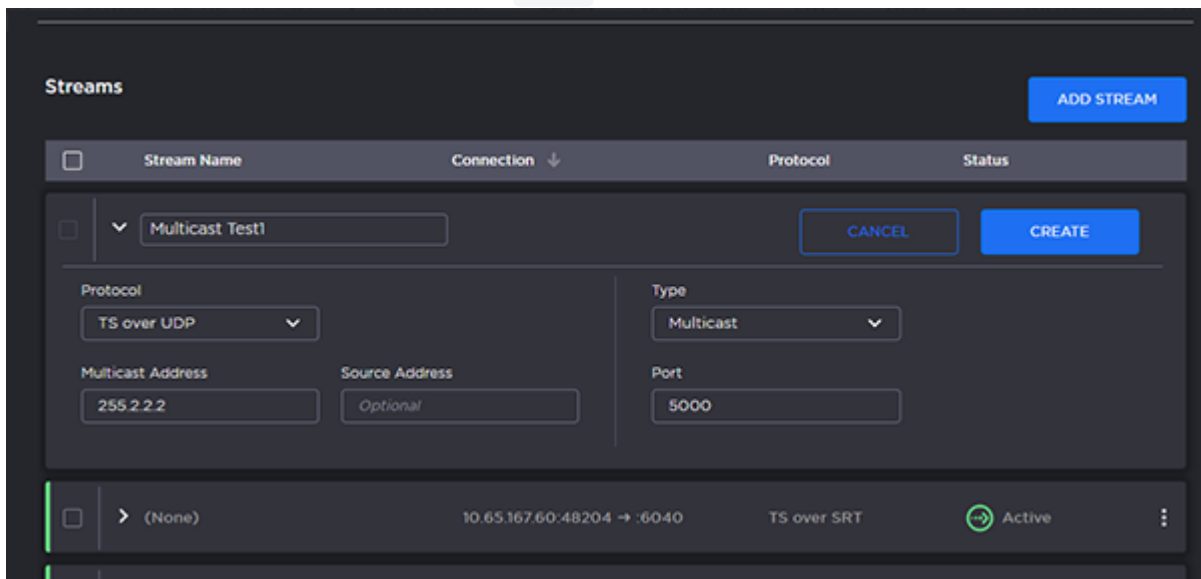 Streams
ADD STREAM
Stream Name Connection Protocol Status
Multicast Test1 CANCEL CREATE
Protocol Type
TS over UDP Multicast
Multicast Address Source Address Port
255.2.2.2 Optional 5000
(None) 10.65.167.60:48204 → :6040 TS over SRT Active